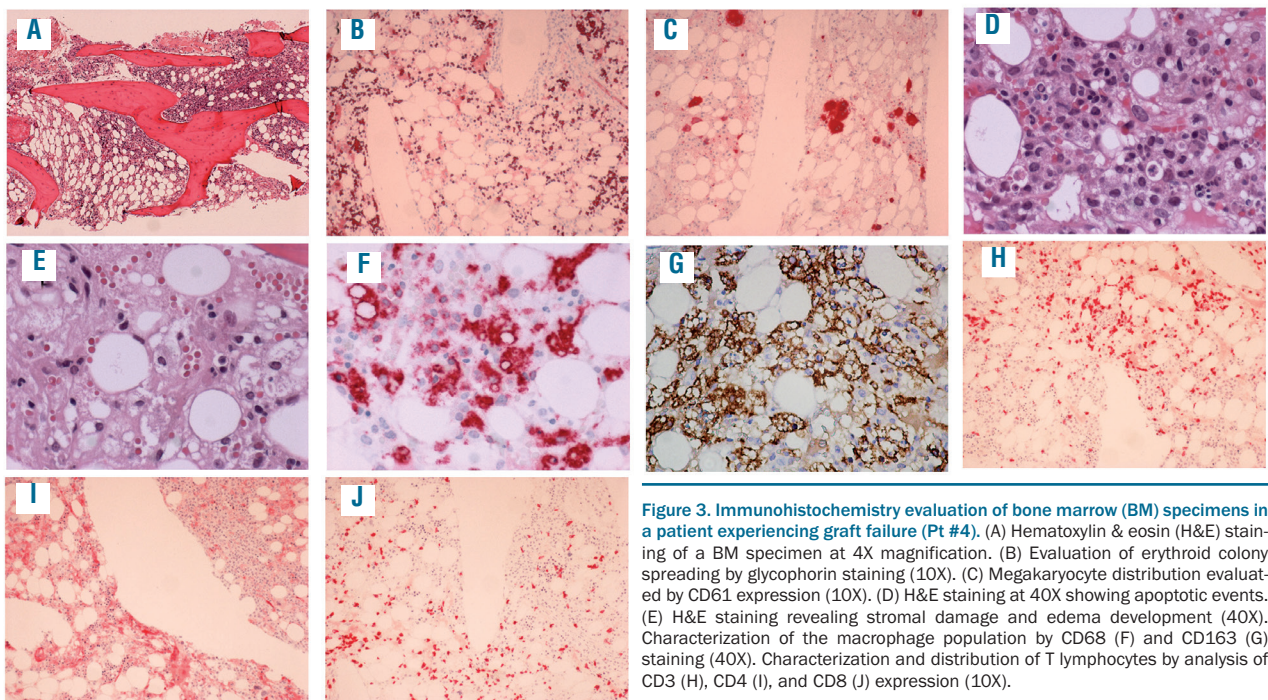 A
B
C
D
E
F
G
H
I
J
Figure 3. Immunohistochemistry evaluation of bone marrow (BM) specimens in
a patient experiencing graft failure (Pt #4). (A) Hematoxylin & eosin (H&E) stain-
ing of a BM specimen at 4X magnification. (B) Evaluation of erythroid colony
spreading by glycophorin staining (10X). (C) Megakaryocyte distribution evaluat-
ed by CD61 expression (10X). (D) H&E staining at 40X showing apoptotic events.
(E) H&E staining revealing stromal damage and edema development (40X).
Characterization of the macrophage population by CD68 (F) and CD163 (G)
staining (40X). Characterization and distribution of T lymphocytes by analysis of
CD3 (H), CD4 (I), and CD8 (J) expression (10X).